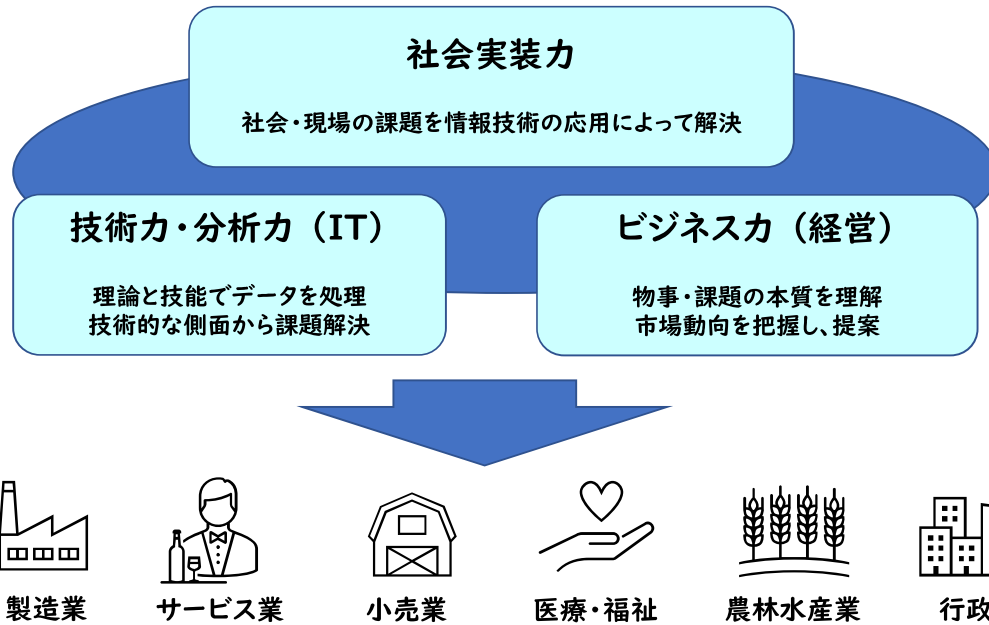 社会実装力
社会・現場の課題を情報技術の応用によって解決
技術力・分析力（IT）
理論と技能でデータを処理
技術的な側面から課題解決
ビジネス力（経営）
物事・課題の本質を理解
市場動向を把握し、提案
製造業
サービス業
小売業
医療・福祉
農林水産業
行政